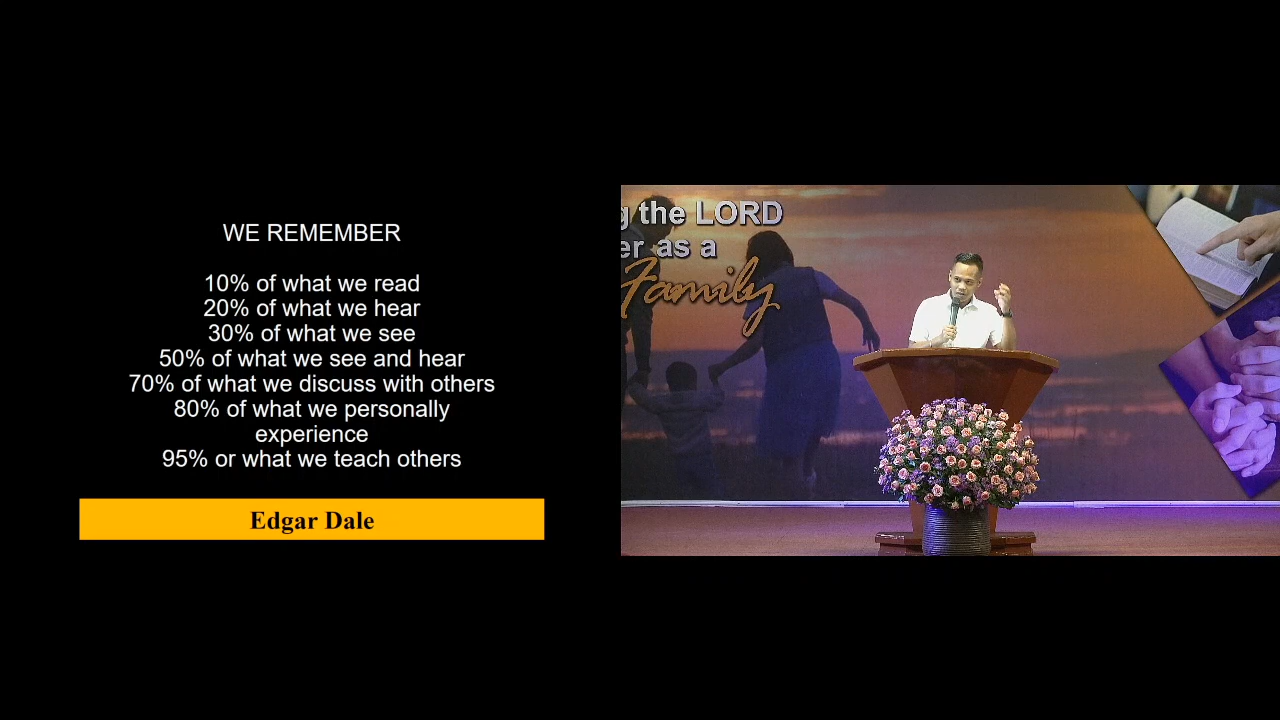 WE REMEMBER
10% of what we read
20% of what we hear
30% of what we see
50% of what we see and hear
70% of what we discuss with others
80% of what we personally
experience
95% or what we teach others
Edgar Dale
g the LORD
er as a
Family